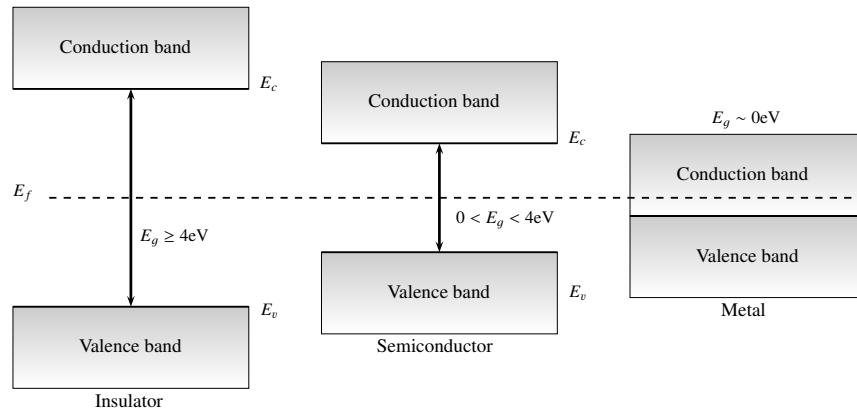 Conduction band
E_c
E_g ≥ 4eV
E_v
Valence band
Insulator
E_f
Conduction band
E_c
0 < E_g < 4eV
Valence band
E_v
Semiconductor
E_g ∼ 0eV
Conduction band
Valence band
Metal